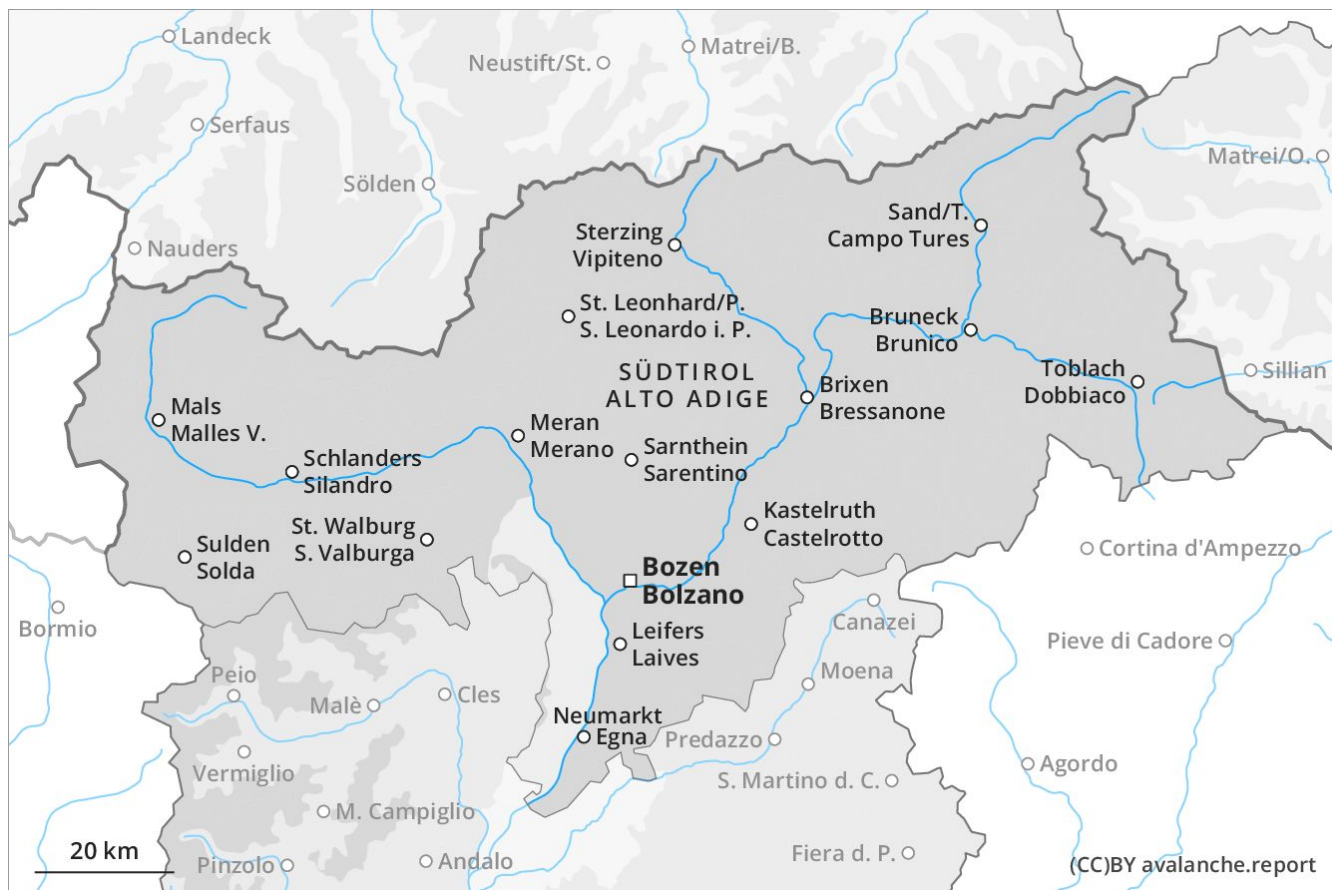 Landeck
Matrei/B.
Neustift/St.
Serfaus
Matrei/O.
Sölden
Sand/T.
Campo Tures
Sterzing
Vipiteno
Nauders
St. Leonhard/P.
S. Leonardo i. P.
Bruneck
Brunico
SÜDTIROL
ALTO ADIGE
Toblach
Dobbiaco
Sillian
Brixen
Bressanone
Mals
Malles V.
Meran
Merano
Sarnthein
Sarentino
Schlanders
Silandro
Kastelruth
Castelrotto
St. Walburg
S. Valburga
Sulden
Solda
Cortina d'Ampezzo
Bozen
Bolzano
Bormio
Canazei
Leifers
Laives
Pieve di Cadore
Peio
Moena
Malè
Cles
Neumarkt
Egna
Predazzo
Vermiglio
Agordo
S. Martino d. C.
M. Campiglio
20 km
Pinzolo
Andalo
Fiera d. P.
(CC)BY avalanche.report